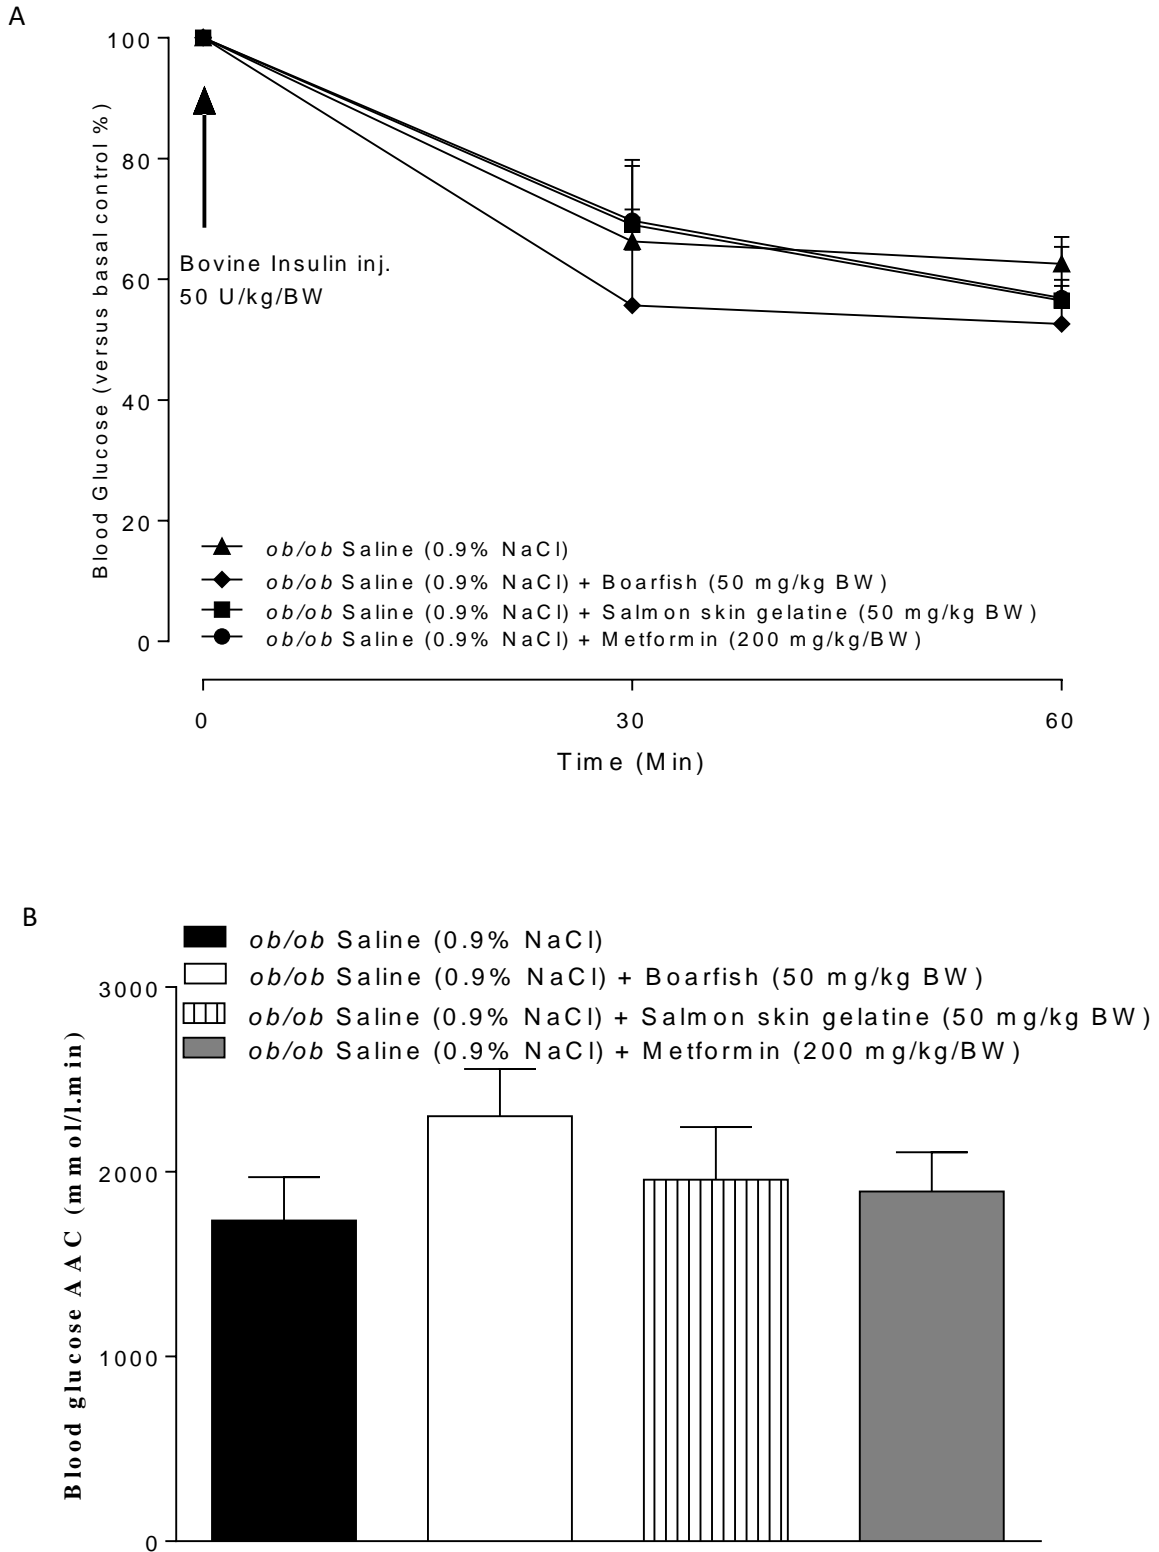 A
Blood Glucose (versus basal control %)
100
80
60
40
20
0
Bovine Insulin inj.
50 U/kg/BW
ob/ob Saline (0.9% NaCl)
ob/ob Saline (0.9% NaCl) + Boarfish (50 mg/kg BW)
ob/ob Saline (0.9% NaCl) + Salmon skin gelatine (50 mg/kg BW)
ob/ob Saline (0.9% NaCl) + Metformin (200 mg/kg/BW)
0 30 60
Time (Min)
B
ob/ob Saline (0.9% NaCl)
ob/ob Saline (0.9% NaCl) + Boarfish (50 mg/kg BW)
ob/ob Saline (0.9% NaCl) + Salmon skin gelatine (50 mg/kg BW)
ob/ob Saline (0.9% NaCl) + Metformin (200 mg/kg/BW)
Blood glucose AAC (mmol/l.min)
3000
2000
1000
0